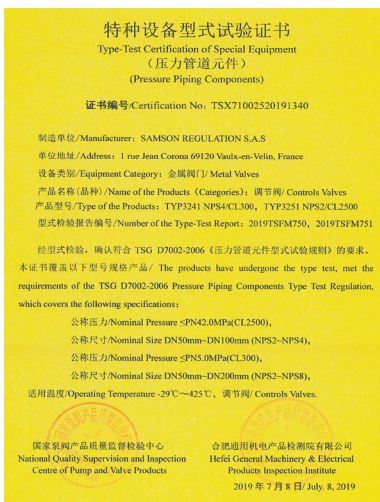 特种设备型式试验证书
Type-Test Certification of Special Equipment
（压力管道元件）
(Pressure Piping Components)
证书编号/Certification No：TSX71002520191340
制造单位/Manufacturer：SAMSON REGULATION S.A.S
单位地址/Address：1 rue Jean Corona 69120 Vaulx-en-Velin, France
设备类别/Equipment Category：金属阀门/ Metal Valves
产品名称(品种)/Name of the Products（Categories）：调节阀/ Controls Valves
产品型号/Type of the Products：TYP3241 NPS4/CL300，TYP3251 NPS2/CL2500
型式检验报告编号/Number of the Type-Test Report：2019TSFM750，2019TSFM751
经型式检验，确认符合 TSG D7002-2006《压力管道元件型式试验规则》的要求。
本证书覆盖以下型号规格产品/ The products have undergone the type test, met the
requirements of the TSG D7002-2006 Pressure Piping Components Type Test Regulation,
which covers the following specifications：
公称压力/Nominal Pressure ≤PN42.0MPa(CL2500)，
公称尺寸/Nominal Size DN50mm~DN100mm (NPS2~NPS4)，
公称压力/Nominal Pressure ≤PN5.0MPa(CL300)，
公称尺寸/Nominal Size DN50mm~DN200mm (NPS2~NPS8)，
适用温度/Operating Temperature -29℃～425℃，调节阀/ Controls Valves.
国家泵阀产品质量监督检验中心
National Quality Supervision and Inspection
Centre of Pump and Valve Products
合肥通用机电产品检测院有限公司
Hefei General Machinery & Electrical
Products Inspection Institute
2019 年 7 月 8 日/ July. 8, 2019